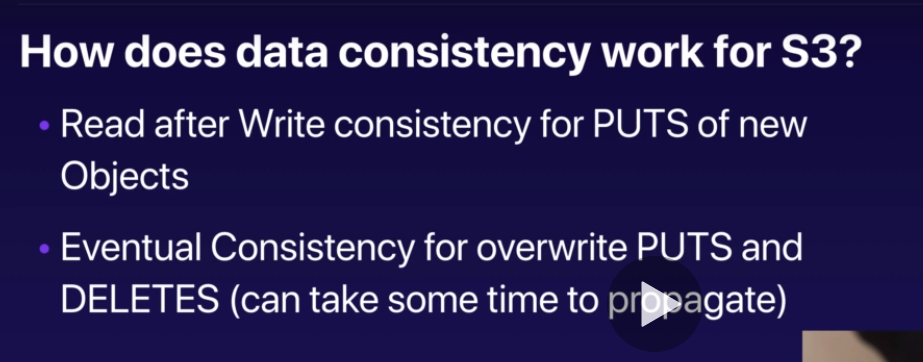 How does data consistency work for S3?
• Read after Write consistency for PUTS of new
Objects
• Eventual Consistency for overwrite PUTS and
DELETES (can take some time to propagate)